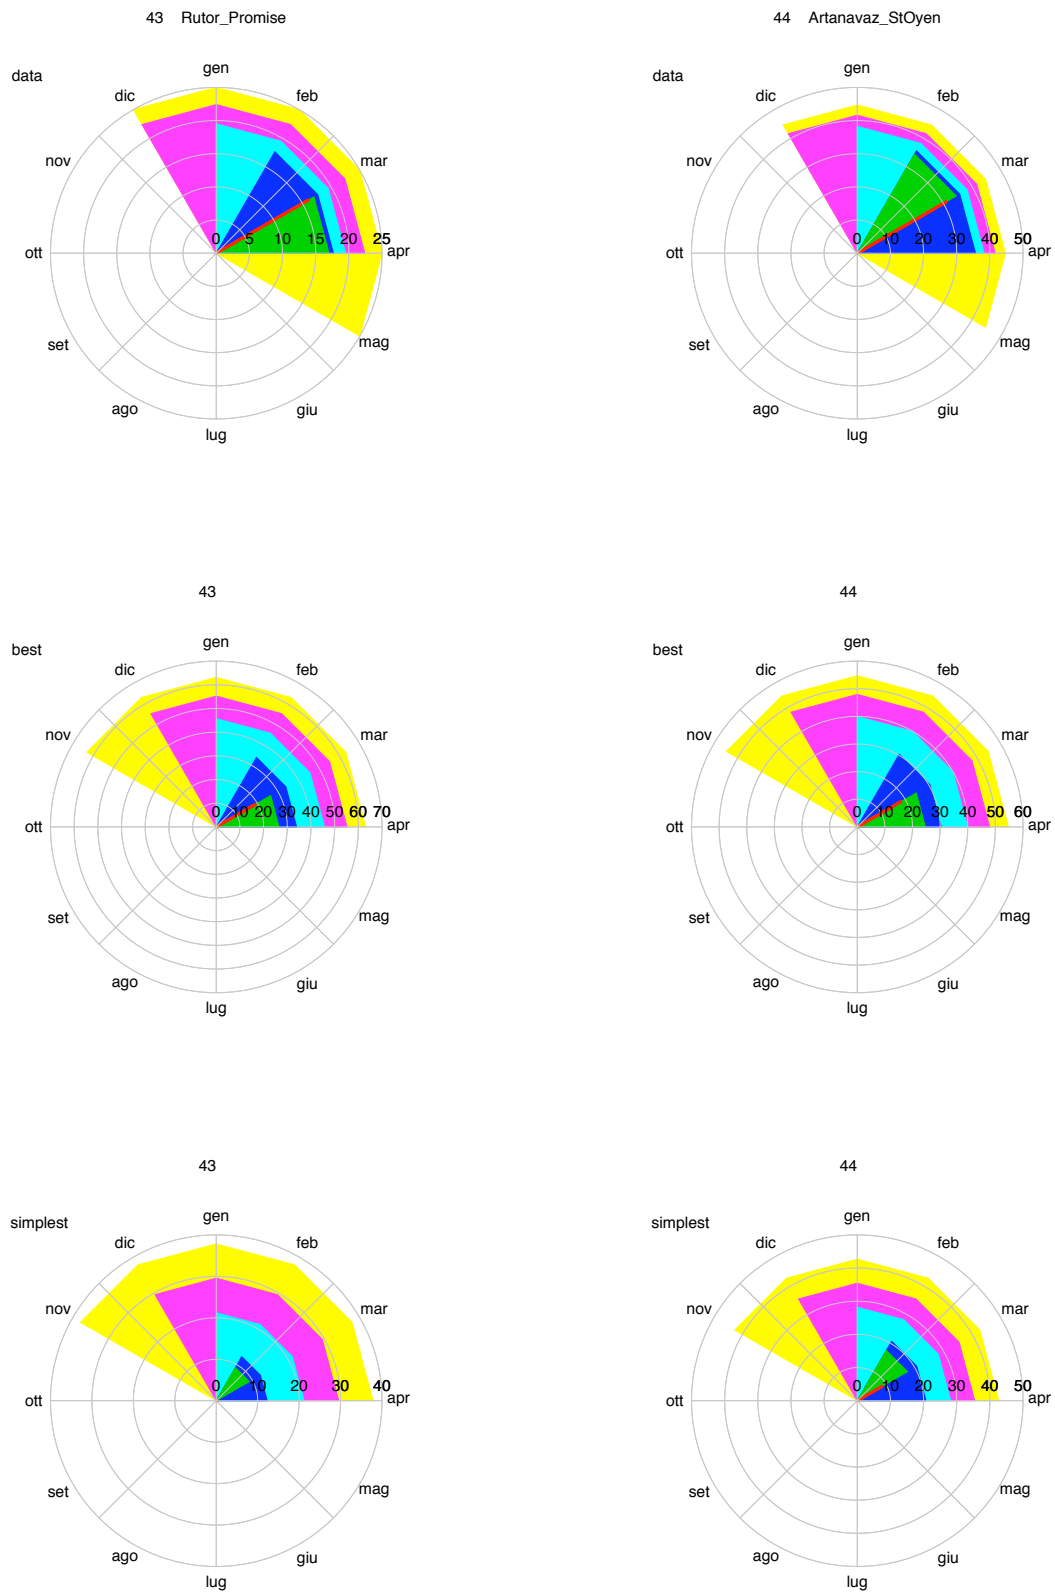 43 Rutor_Promise
44 Artanavaz_StOyen
data
gen
feb
mar
apr
mag
giu
lug
ago
set
ott
nov
dic
0 5 10 15 20 25
data
gen
feb
mar
apr
mag
giu
lug
ago
set
ott
nov
dic
0 10 20 30 40 50
43
44
best
gen
feb
mar
apr
mag
giu
lug
ago
set
ott
nov
dic
0 10 20 30 40 50 60 70
best
gen
feb
mar
apr
mag
giu
lug
ago
set
ott
nov
dic
0 10 20 30 40 50 60
43
44
simplest
gen
feb
mar
apr
mag
giu
lug
ago
set
ott
nov
dic
0 10 20 30 40
simplest
gen
feb
mar
apr
mag
giu
lug
ago
set
ott
nov
dic
0 10 20 30 40 50